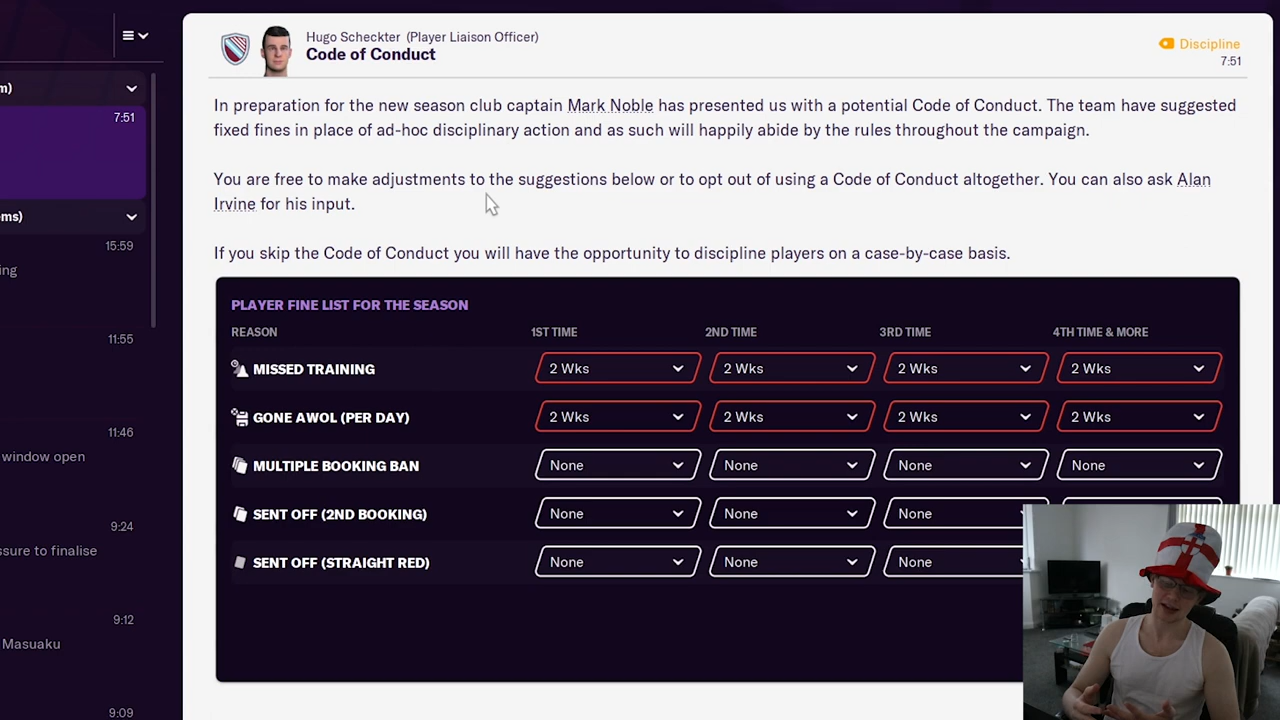 Hugo Scheckter (Player Liaison Officer)
Code of Conduct
Discipline
7:51
m)
7:51
ems)
15:59
ing
11:55
11:46
window open
9:24
ssure to finalise
9:12
Masuaku
9:09
In preparation for the new season club captain Mark Noble has presented us with a potential Code of Conduct. The team have suggested
fixed fines in place of ad-hoc disciplinary action and as such will happily abide by the rules throughout the campaign.
You are free to make adjustments to the suggestions below or to opt out of using a Code of Conduct altogether. You can also ask Alan
Irvine for his input.
If you skip the Code of Conduct you will have the opportunity to discipline players on a case-by-case basis.
PLAYER FINE LIST FOR THE SEASON
REASON 1ST TIME 2ND TIME 3RD TIME 4TH TIME & MORE
MISSED TRAINING 2 Wks 2 Wks 2 Wks 2 Wks
GONE AWOL (PER DAY) 2 Wks 2 Wks 2 Wks 2 Wks
MULTIPLE BOOKING BAN None None None None
SENT OFF (2ND BOOKING) None None None
SENT OFF (STRAIGHT RED) None None None